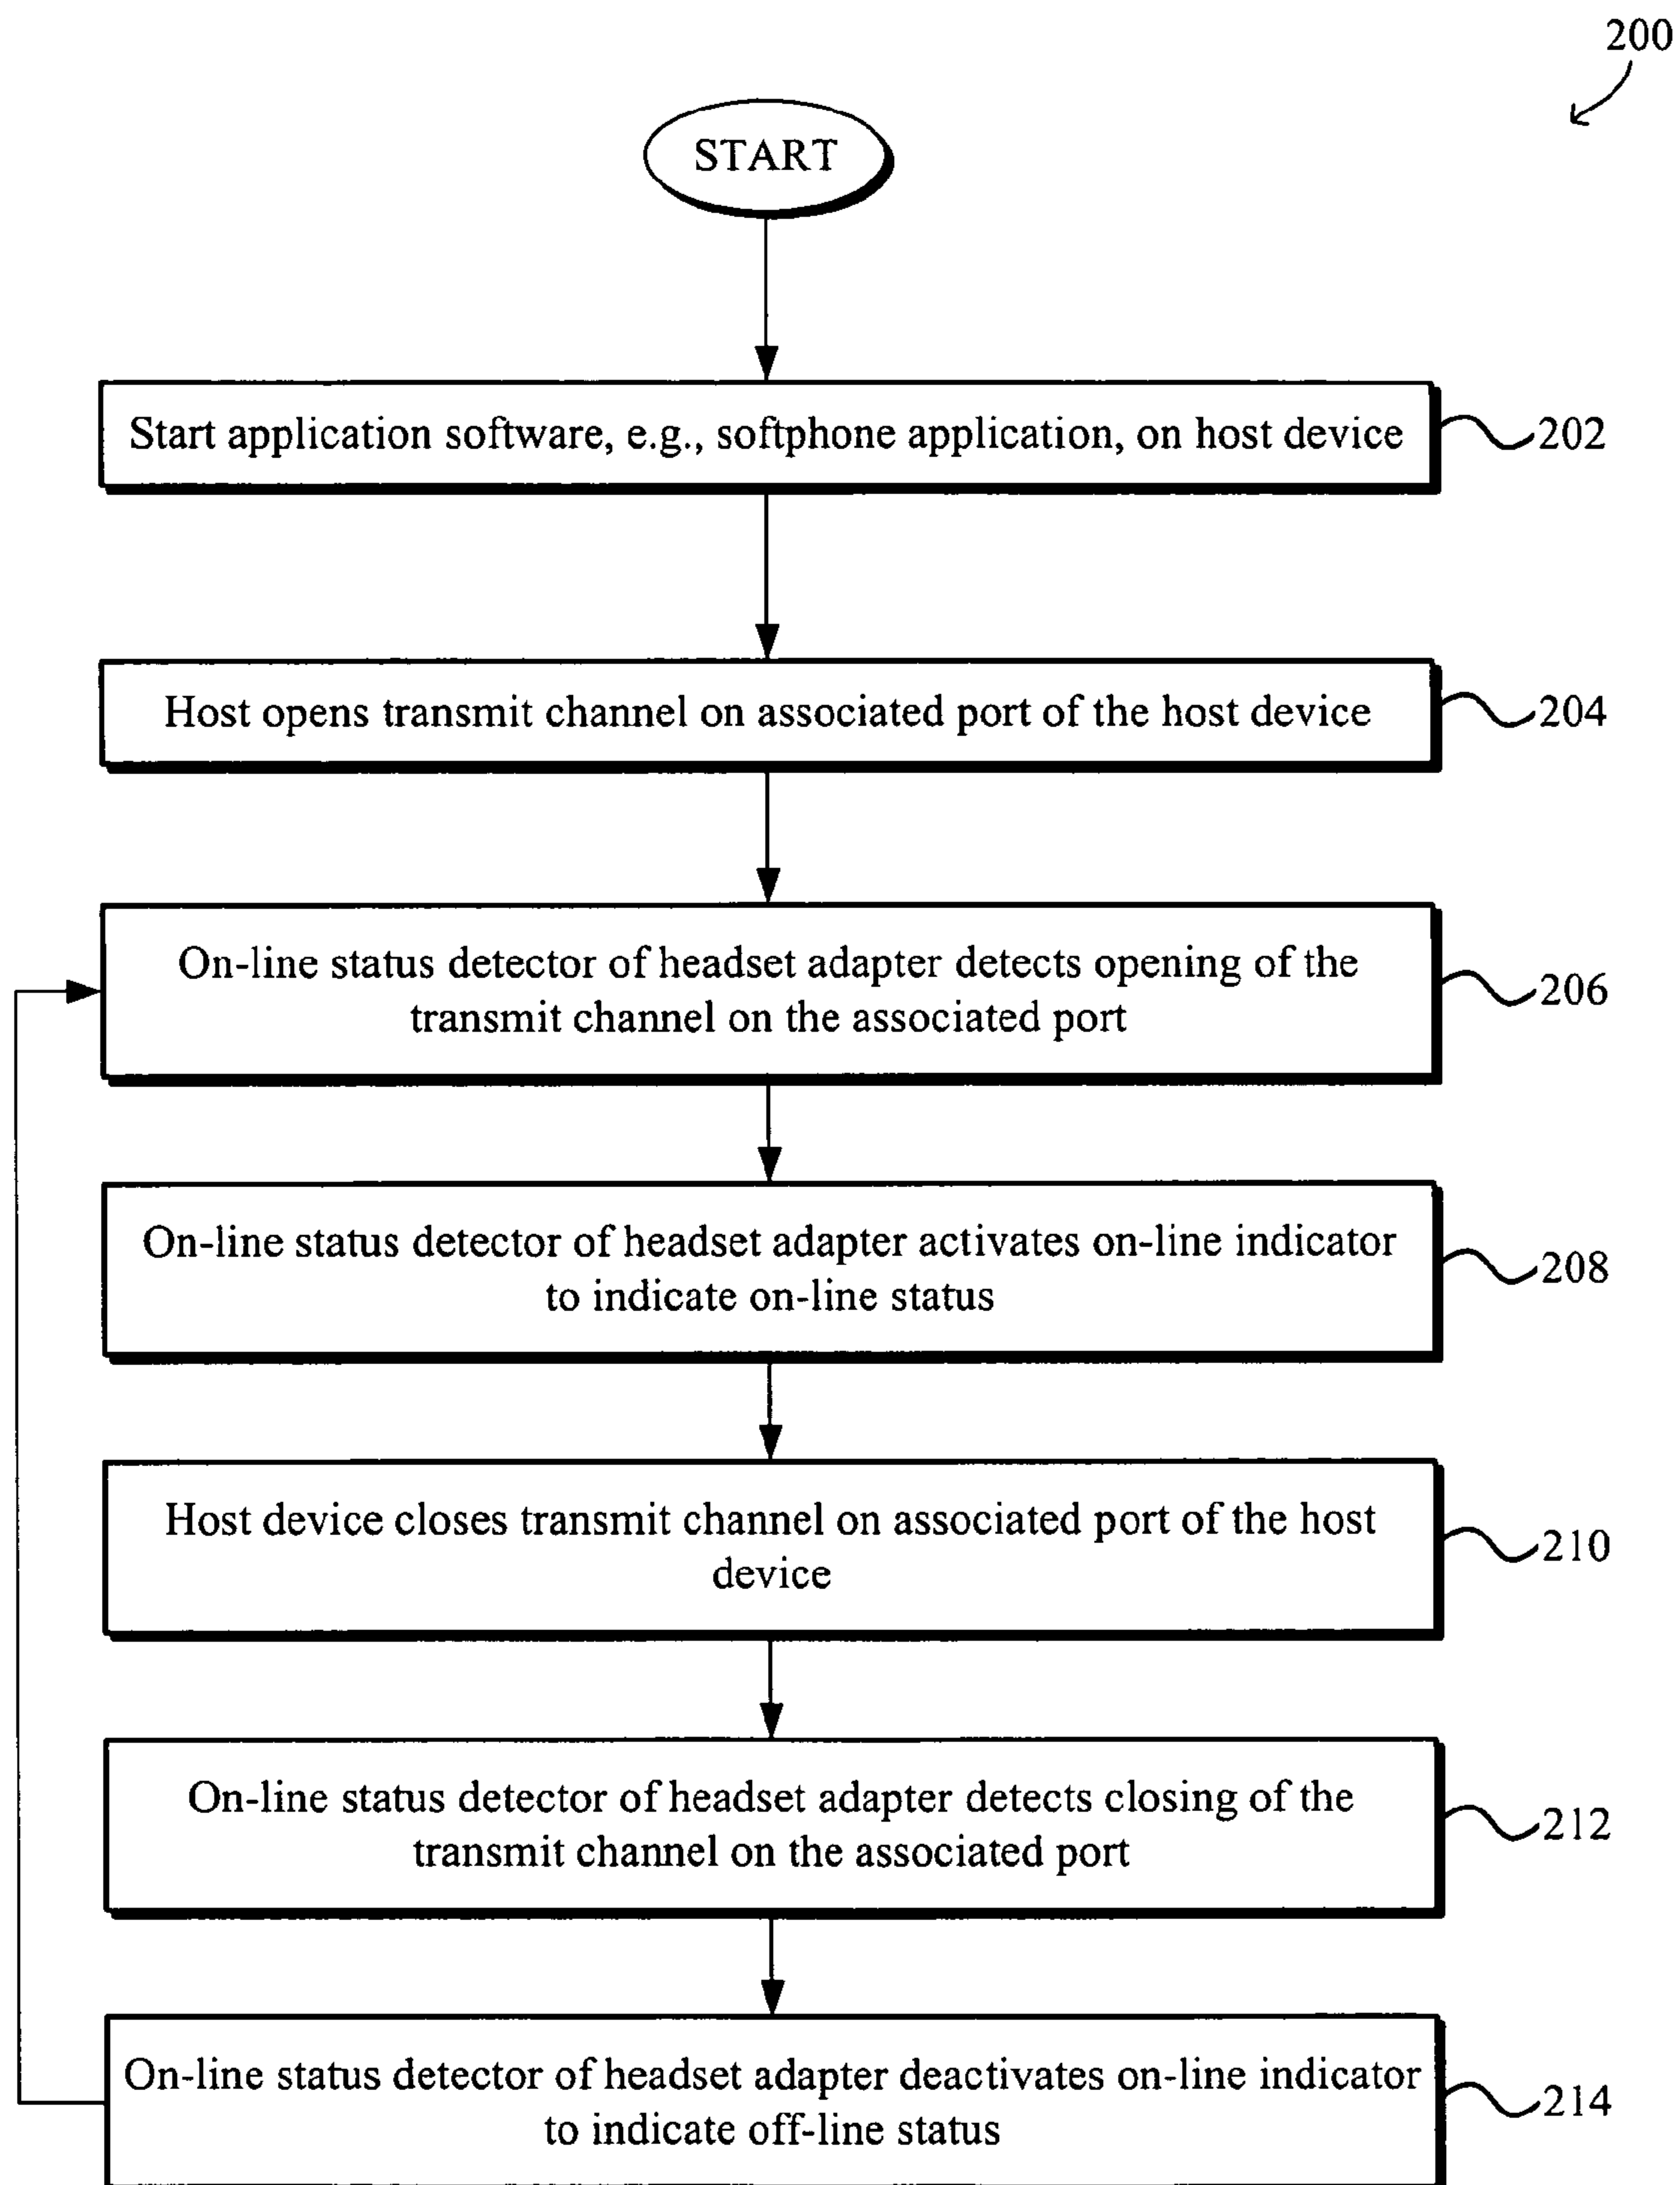 200
START
Start application software, e.g., softphone application, on host device
202
Host opens transmit channel on associated port of the host device
204
On-line status detector of headset adapter detects opening of the
transmit channel on the associated port
206
On-line status detector of headset adapter activates on-line indicator
to indicate on-line status
208
Host device closes transmit channel on associated port of the host
device
210
On-line status detector of headset adapter detects closing of the
transmit channel on the associated port
212
On-line status detector of headset adapter deactivates on-line indicator
to indicate off-line status
214